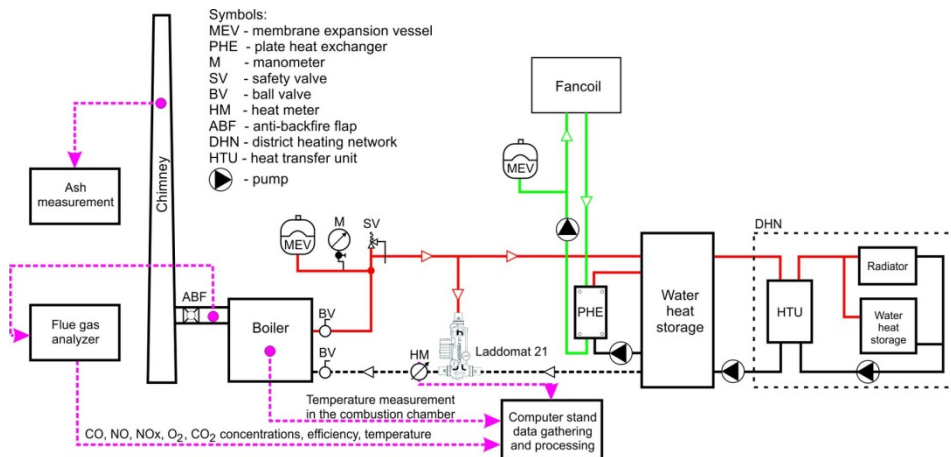 Symbols:
MEV - membrane expansion vessel
PHE - plate heat exchanger
M - manometer
SV - safety valve
BV - ball valve
HM - heat meter
ABF - anti-backfire flap
DHN - district heating network
HTU - heat transfer unit
- pump
Chimney
Ash
measurement
Fancoil
MEV
MEV
M
SV
DHN
ABF
Flue gas
analyzer
Boiler
BV
BV
HM
Laddomat 21
PHE
Water
heat
storage
HTU
Radiator
Water
heat
storage
Temperature measurement
in the combustion chamber
Computer stand
data gathering
and processing
CO, NO, NOx, O₂, CO₂ concentrations, efficiency, temperature